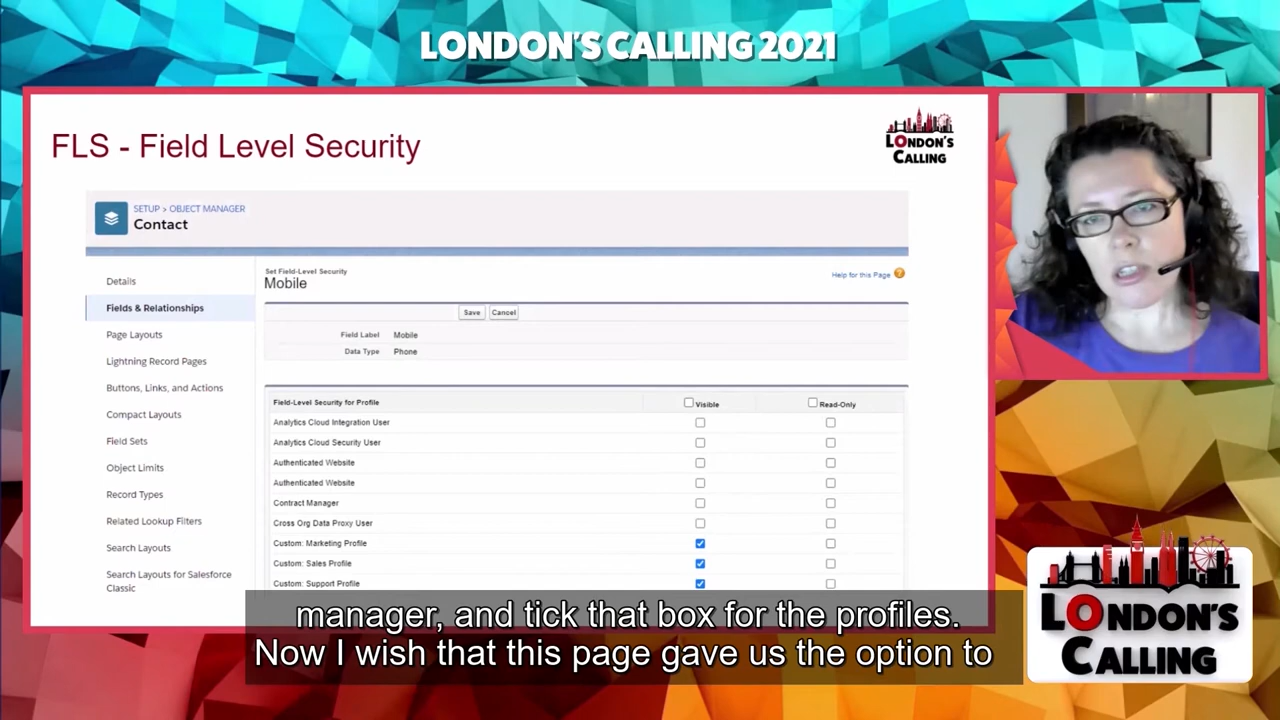 LONDON'S CALLING 2021
FLS - Field Level Security
LONDON'S
CALLING
SETUP > OBJECT MANAGER
Contact
Details
Fields & Relationships
Page Layouts
Lightning Record Pages
Buttons, Links, and Actions
Compact Layouts
Field Sets
Object Limits
Record Types
Related Lookup Filters
Search Layouts
Search Layouts for Salesforce
Classic
Set Field-Level Security
Mobile
Help for this Page
Save Cancel
Field Label Mobile
Data Type Phone
Field-Level Security for Profile Visible Read-Only
Analytics Cloud Integration User
Analytics Cloud Security User
Authenticated Website
Authenticated Website
Contract Manager
Cross Org Data Proxy User
Custom: Marketing Profile
Custom: Sales Profile
Custom: Support Profile
manager, and tick that box for the profiles.
Now I wish that this page gave us the option to
LONDON'S
CALLING